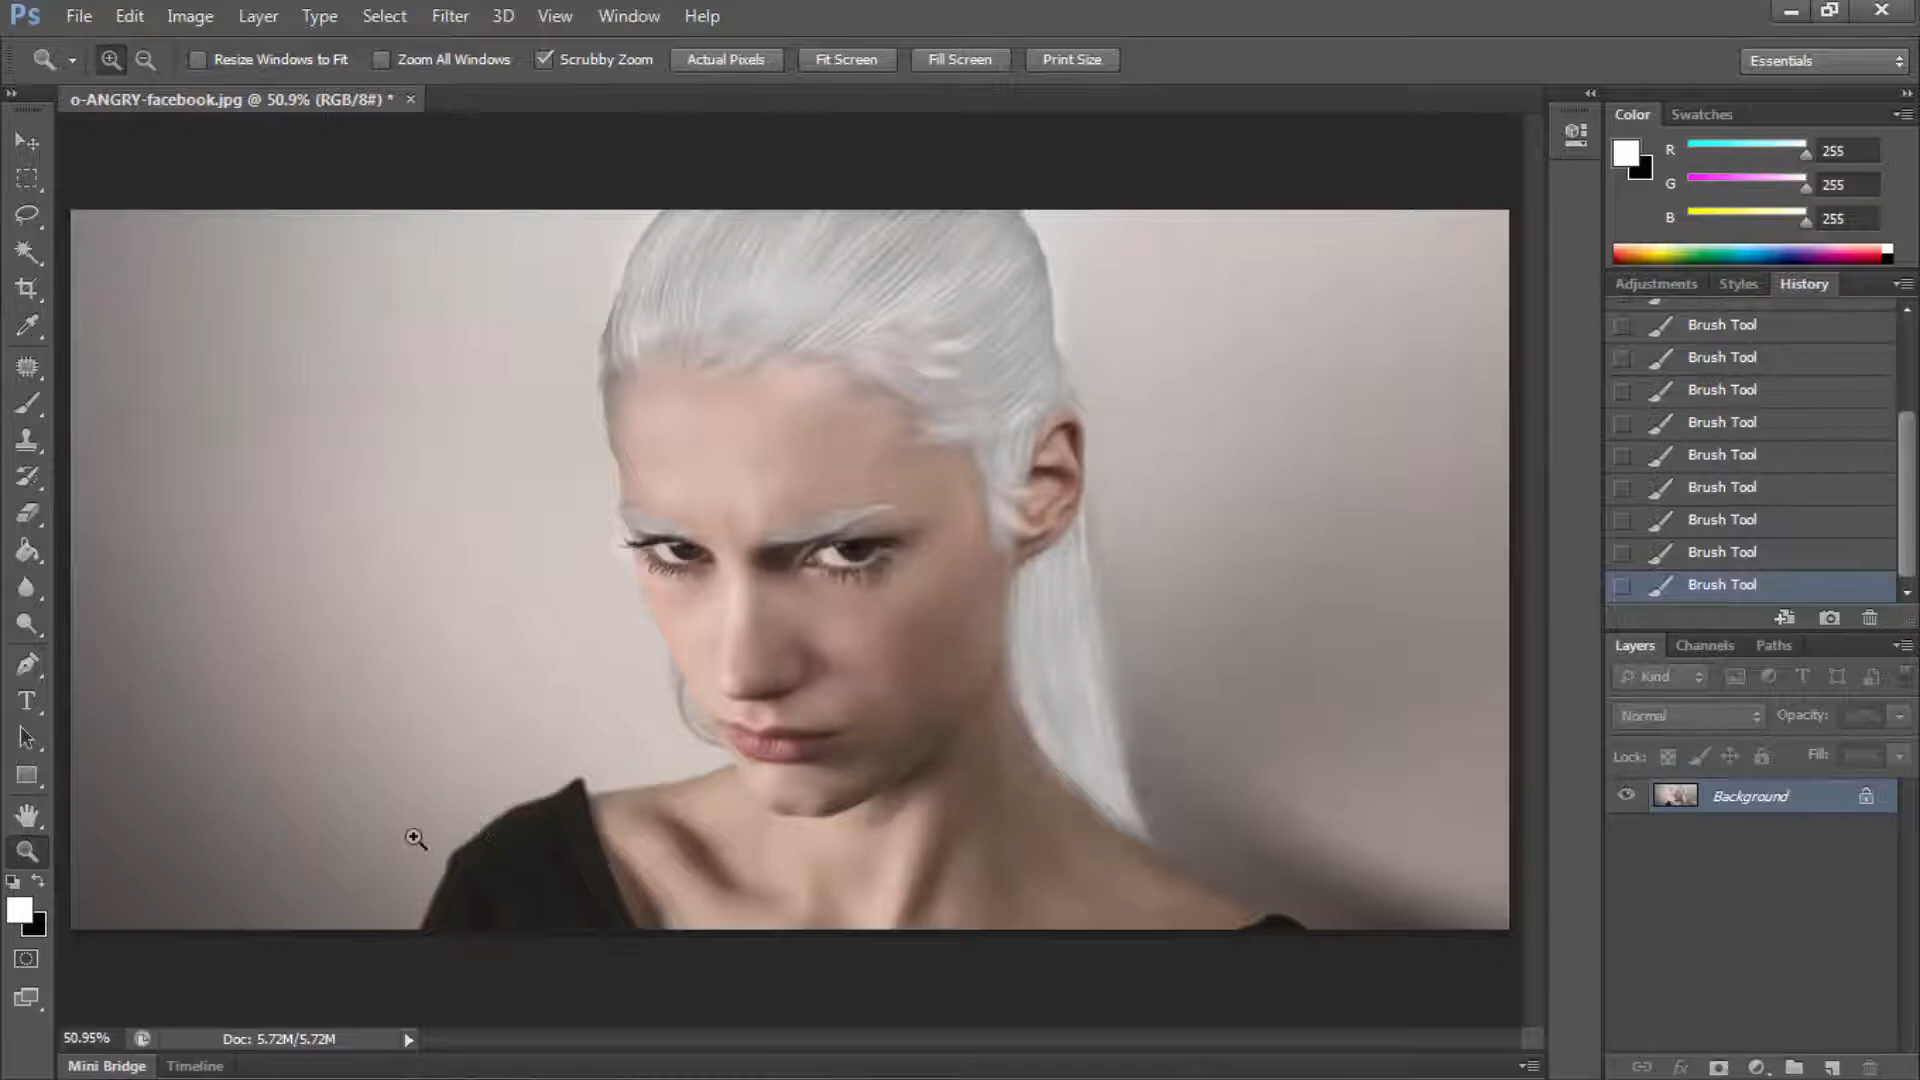 Ps File Edit Image Layer Type Select Filter 3D View Window Help
Resize Windows to Fit Zoom All Windows Scrubby Zoom Actual Pixels Fit Screen Fill Screen Print Size Essentials
o-ANGRY-facebook.jpg @ 50.9% (RGB/8#) * ×
Color Swatches
R 255
G 255
B 255
Adjustments Styles History
Brush Tool
Brush Tool
Brush Tool
Brush Tool
Brush Tool
Brush Tool
Brush Tool
Brush Tool
Brush Tool
Layers Channels Paths
Kind
Normal Opacity:
Lock: Fill:
Background
50.95% Doc: 5.72M/5.72M
Mini Bridge Timeline